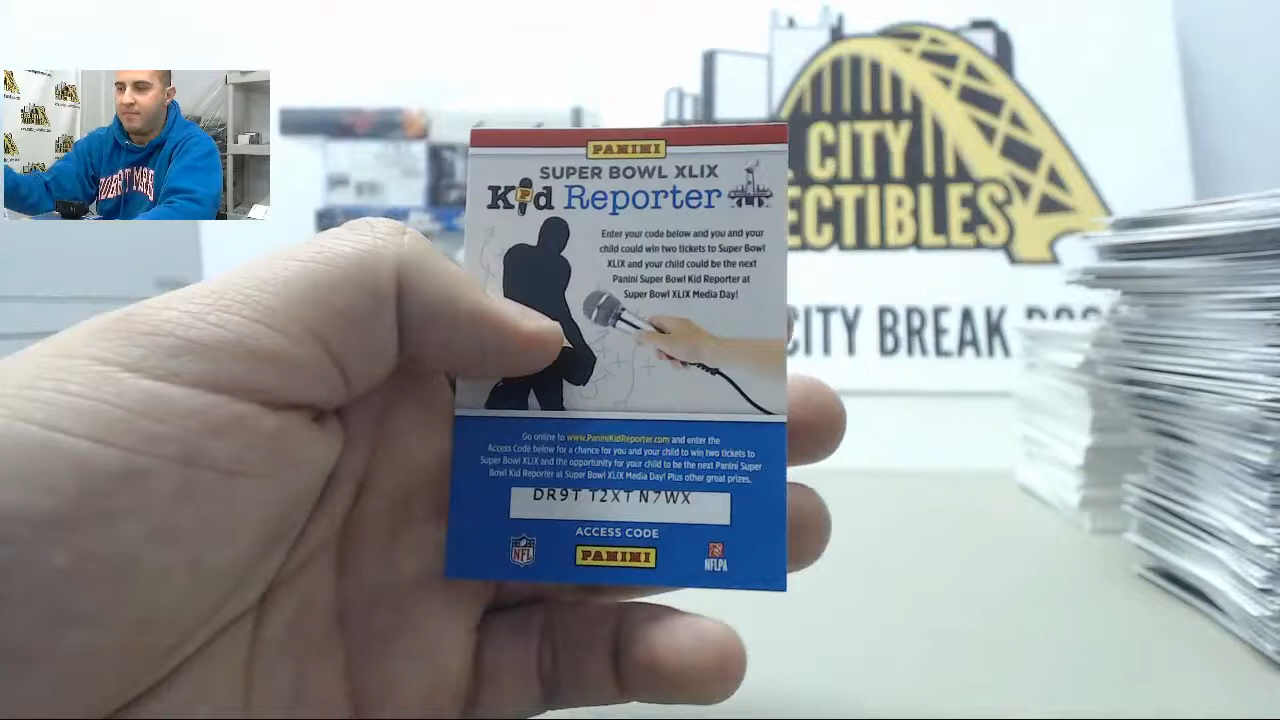 PANINI
SUPER BOWL XLIX
Kid Reporter
Enter your code below and you and your
child could win two tickets to Super Bowl
XLIX and your child could be the next
Panini Super Bowl Kid Reporter at
Super Bowl XLIX Media Day!
Go online to www.PaniniKidReporter.com and enter the
Access Code below for a chance for you and your child to win two tickets to
Super Bowl XLIX and the opportunity for your child to be the next Panini Super
Bowl Kid Reporter at Super Bowl XLIX Media Day! Plus other great prizes.
DR9T T2XT N7WX
ACCESS CODE
NFL
PANINI
NFLPA
CITY
ECTIBLES
CITY BREAK